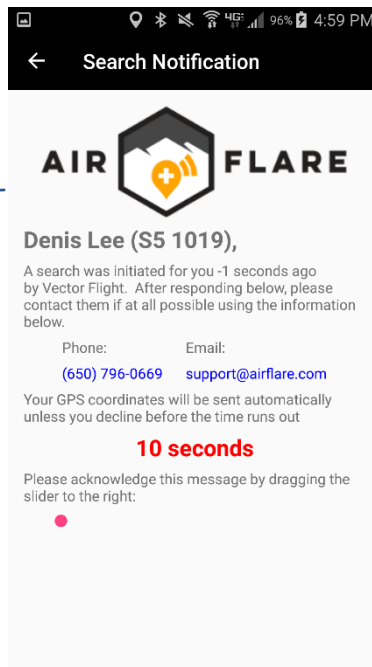 4G 96% 4:59 PM
Search Notification
AIR FLARE
Denis Lee (S5 1019),
A search was initiated for you -1 seconds ago
by Vector Flight.  After responding below, please
contact them if at all possible using the information
below.
Phone: Email:
(650) 796-0669 support@airflare.com
Your GPS coordinates will be sent automatically
unless you decline before the time runs out
10 seconds
Please acknowledge this message by dragging the
slider to the right: